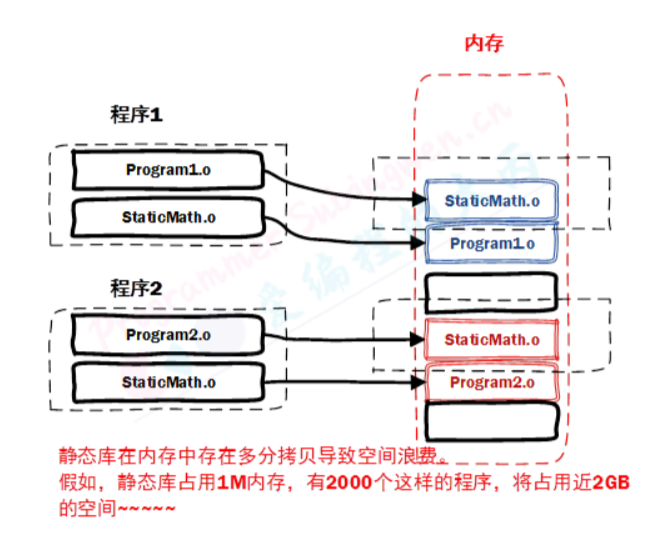 内存
程序1
Program1.o
StaticMath.o
StaticMath.o
Program1.o
程序2
Program2.o
StaticMath.o
StaticMath.o
Program2.o
静态库在内存中存在多分拷贝导致空间浪费。
假如，静态库占用1M内存，有2000个这样的程序，将占用近2GB
的空间~~~~~